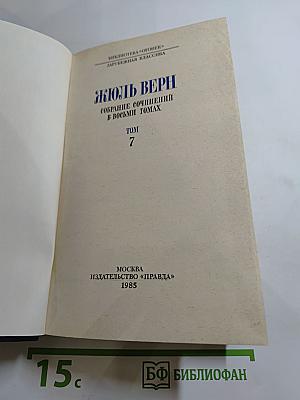 БИБЛИОТЕКА «ОГОНЕК»
ЗАРУБЕЖНАЯ КЛАССИКА
ЖЮЛЬ ВЕРН
СОБРАНИЕ СОЧИНЕНИЙ
В ВОСЬМИ ТОМАХ
ТОМ
7
МОСКВА
ИЗДАТЕЛЬСТВО «ПРАВДА»
1985
15с
БФ БИБЛИОФАН